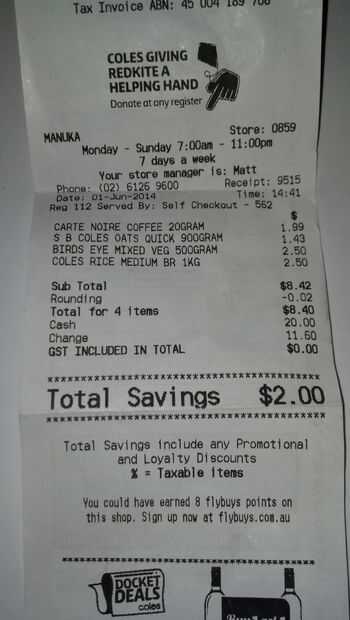 Tax Invoice ABN: 45 004 189 708
COLES GIVING
REDKITE A
HELPING HAND
Donate at any register
Store: 0859
MANUKA
Monday - Sunday 7:00am - 11:00pm
7 days a week
Your store manager is: Matt
Phone: (02) 6126 9600 Receipt: 9515
Date: 01-Jun-2014 Time: 14:41
Reg 112 Served By: Self Checkout - 562
$
CARTE NOIRE COFFEE 20GRAM 1.99
S B COLES OATS QUICK 900GRAM 1.43
BIRDS EYE MIXED VEG 500GRAM 2.50
COLES RICE MEDIUM BR 1KG 2.50
Sub Total $8.42
Rounding -0.02
Total for 4 items $8.40
Cash 20.00
Change 11.60
GST INCLUDED IN TOTAL $0.00
Total Savings $2.00
Total Savings include any Promotional
and Loyalty Discounts
% = Taxable items
You could have earned 8 flybuys points on
this shop. Sign up now at flybuys.com.au
DOCKET
DEALS
coles